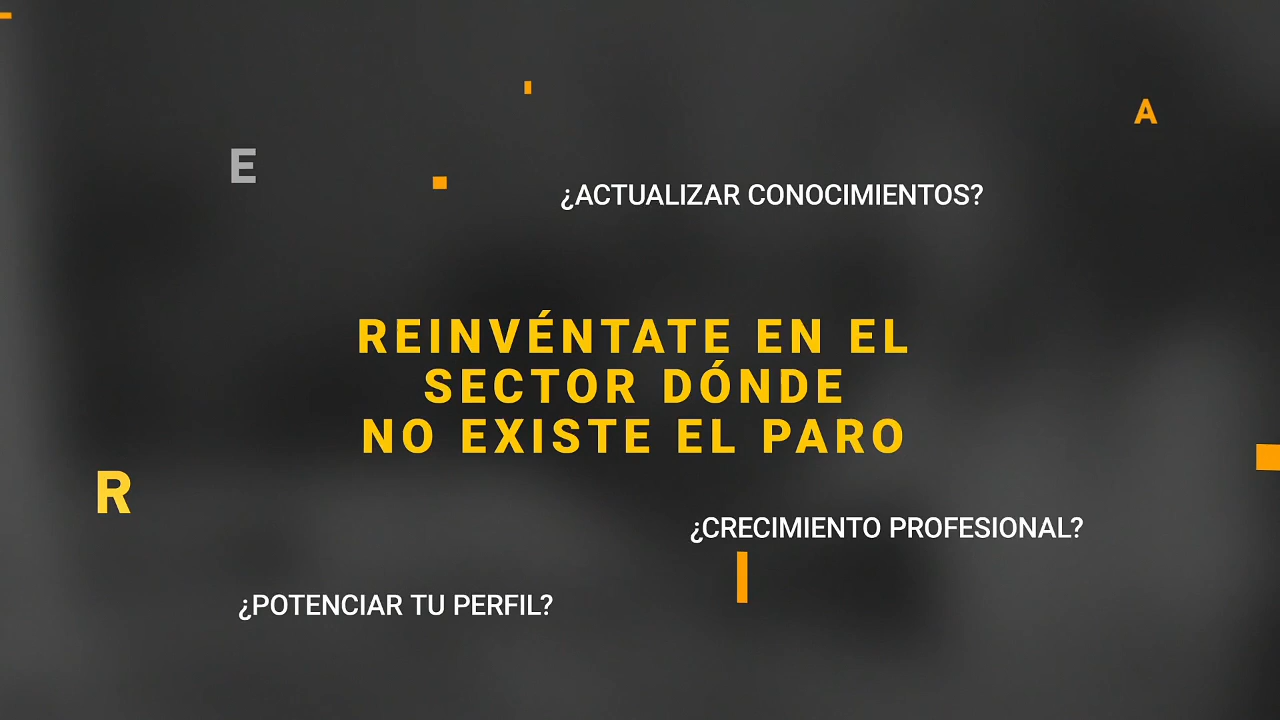 A
E
¿ACTUALIZAR CONOCIMIENTOS?
REINVÉNTATE EN EL
SECTOR DÓNDE
NO EXISTE EL PARO
R
¿CRECIMIENTO PROFESIONAL?
¿POTENCIAR TU PERFIL?